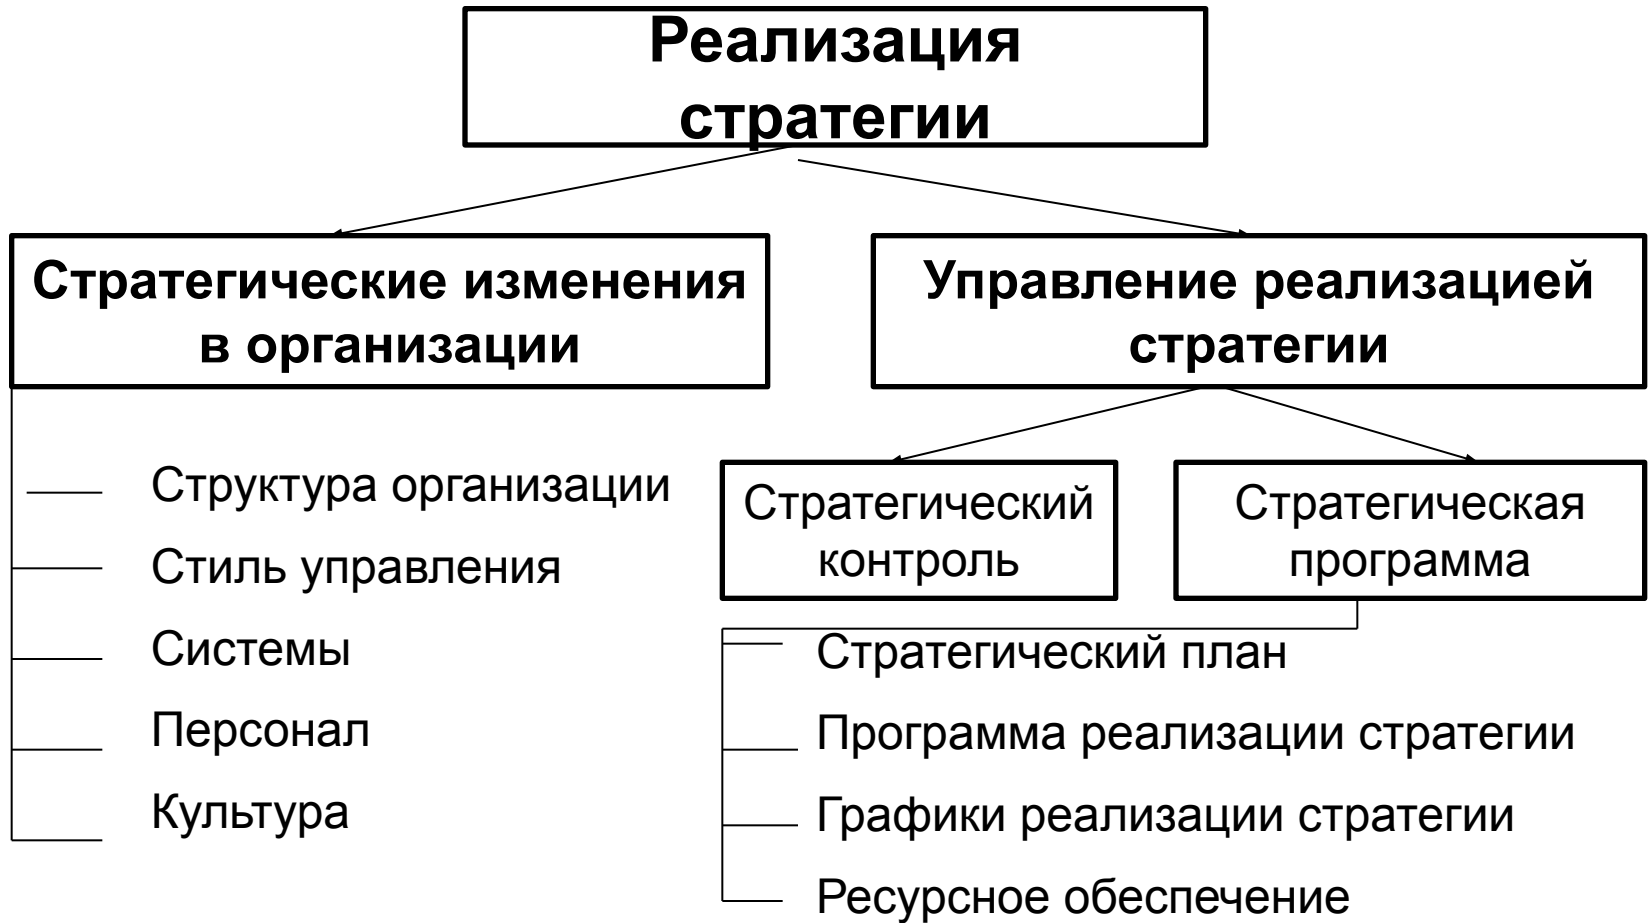 Реализация
стратегии
Стратегические изменения
в организации
Управление реализацией
стратегии
Структура организации
Стиль управления
Системы
Персонал
Культура
Стратегический
контроль
Стратегическая
программа
Стратегический план
Программа реализации стратегии
Графики реализации стратегии
Ресурсное обеспечение